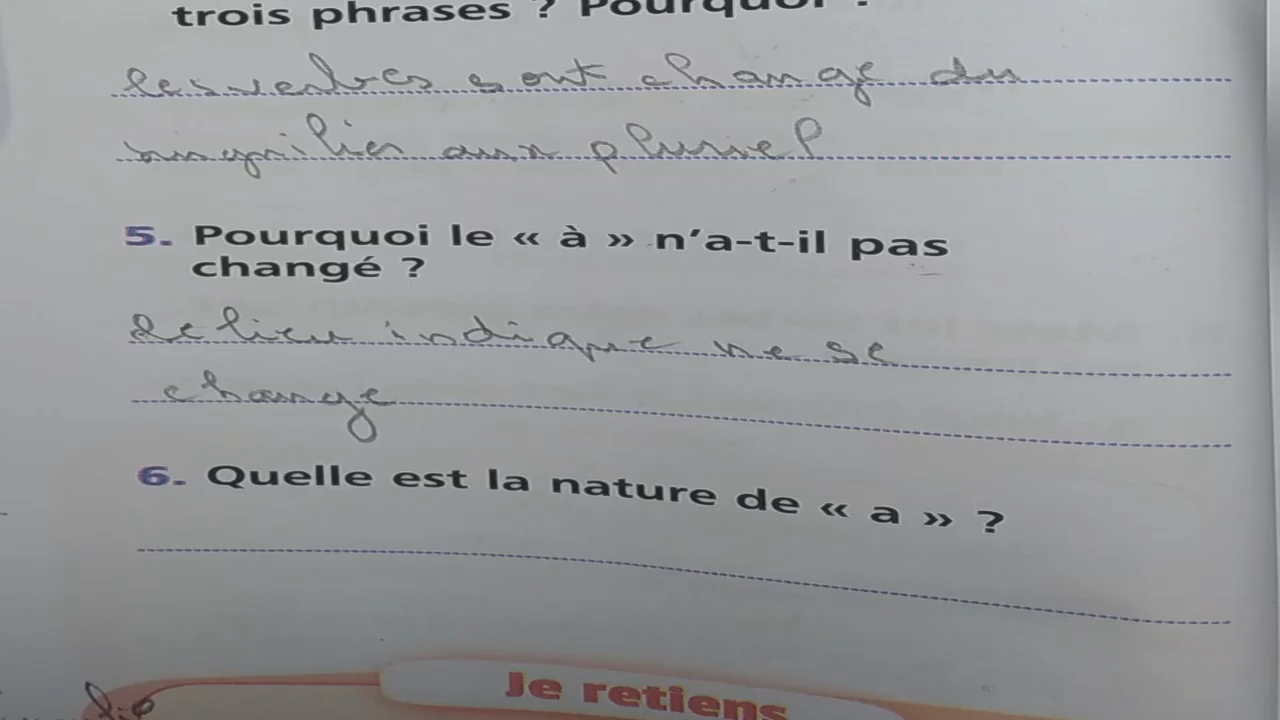 trois phrases ? Pourquoi ?
les verbes sont changé du
singrilier aux pluriel
5. Pourquoi le « à » n'a-t-il pas
changé ?
le lieu indique ne se
change
6. Quelle est la nature de « a » ?
Je retiens